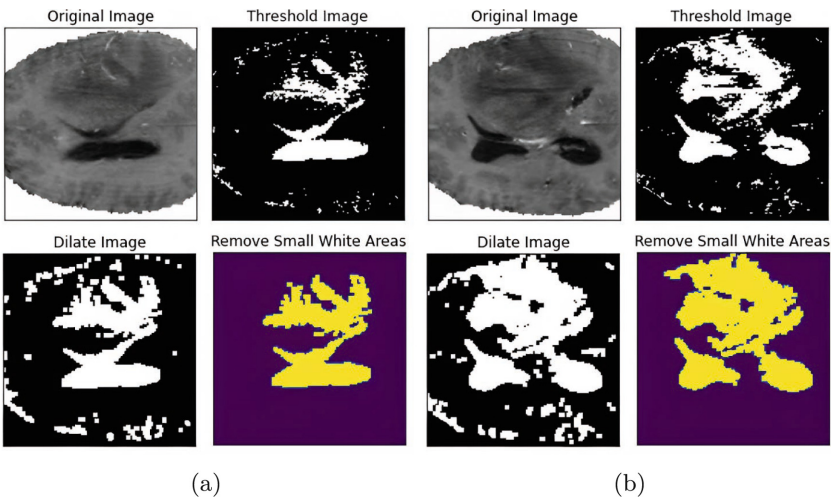 Original Image
Threshold Image
Original Image
Threshold Image
Dilate Image
Remove Small White Areas
Dilate Image
Remove Small White Areas
(a)
(b)